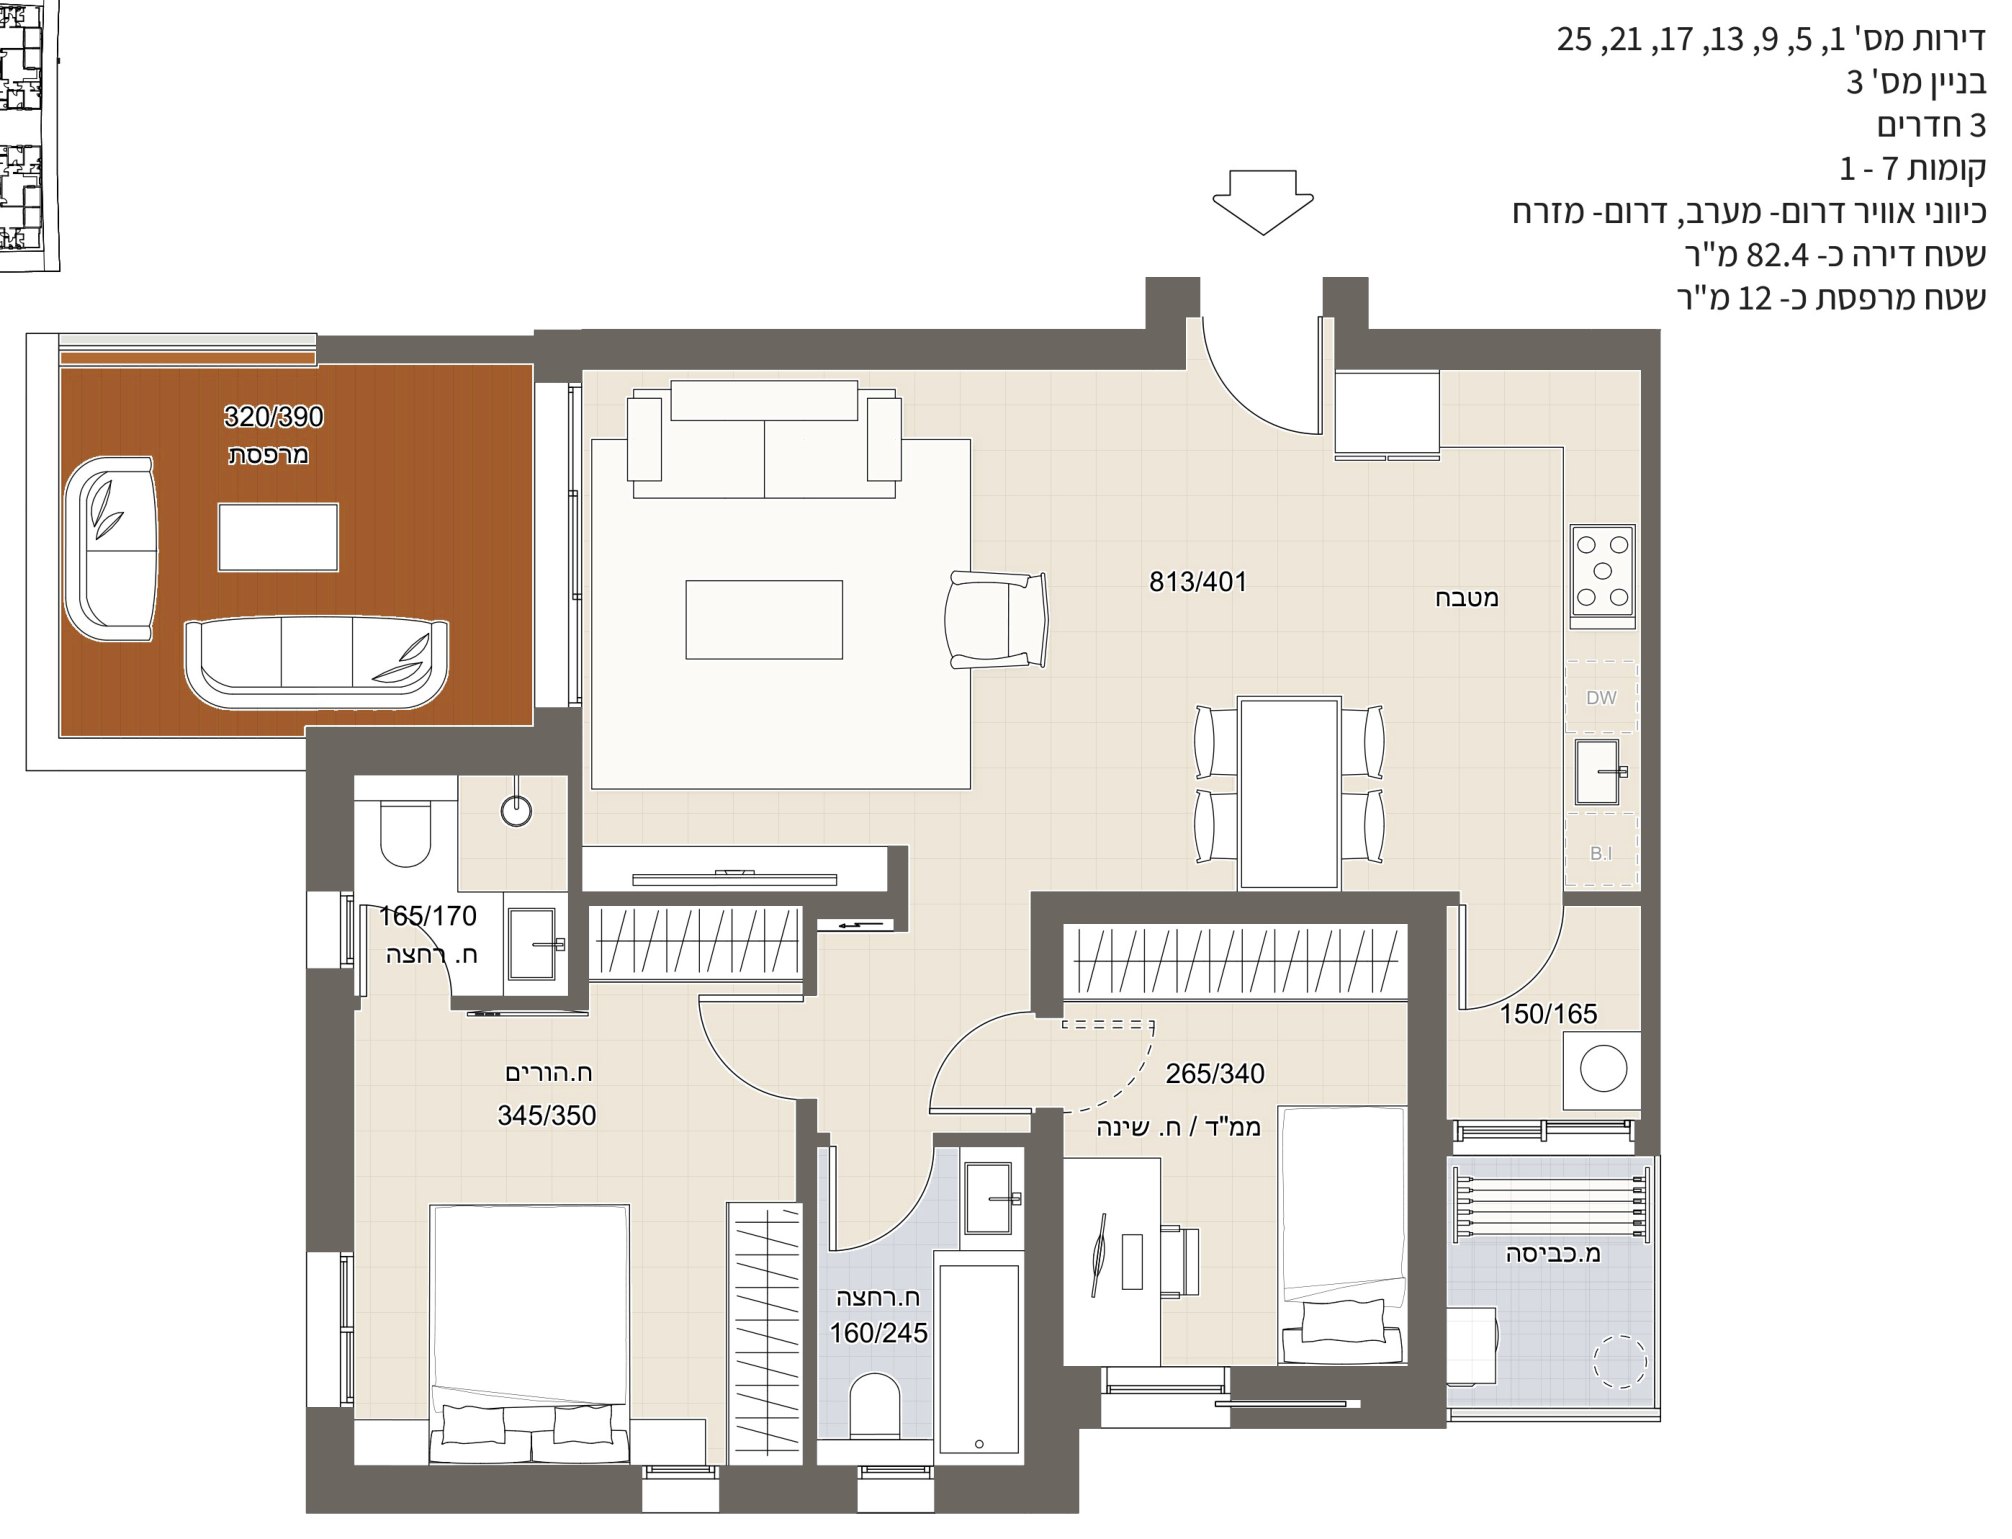 דירות מס' 1, 5, 9, 13, 17, 21, 25
בניין מס' 3
3 חדרים
קומות 7 - 1
כיווני אוויר דרום- מערב, דרום- מזרח
שטח דירה כ- 82.4 מ"ר
שטח מרפסת כ- 12 מ"ר
320/390
מרפסת
813/401
מטבח
DW
B.I
165/170
ח. רחצה
150/165
ח.הורים
345/350
265/340
ממ"ד / ח. שינה
מ.כביסה
ח.רחצה
160/245